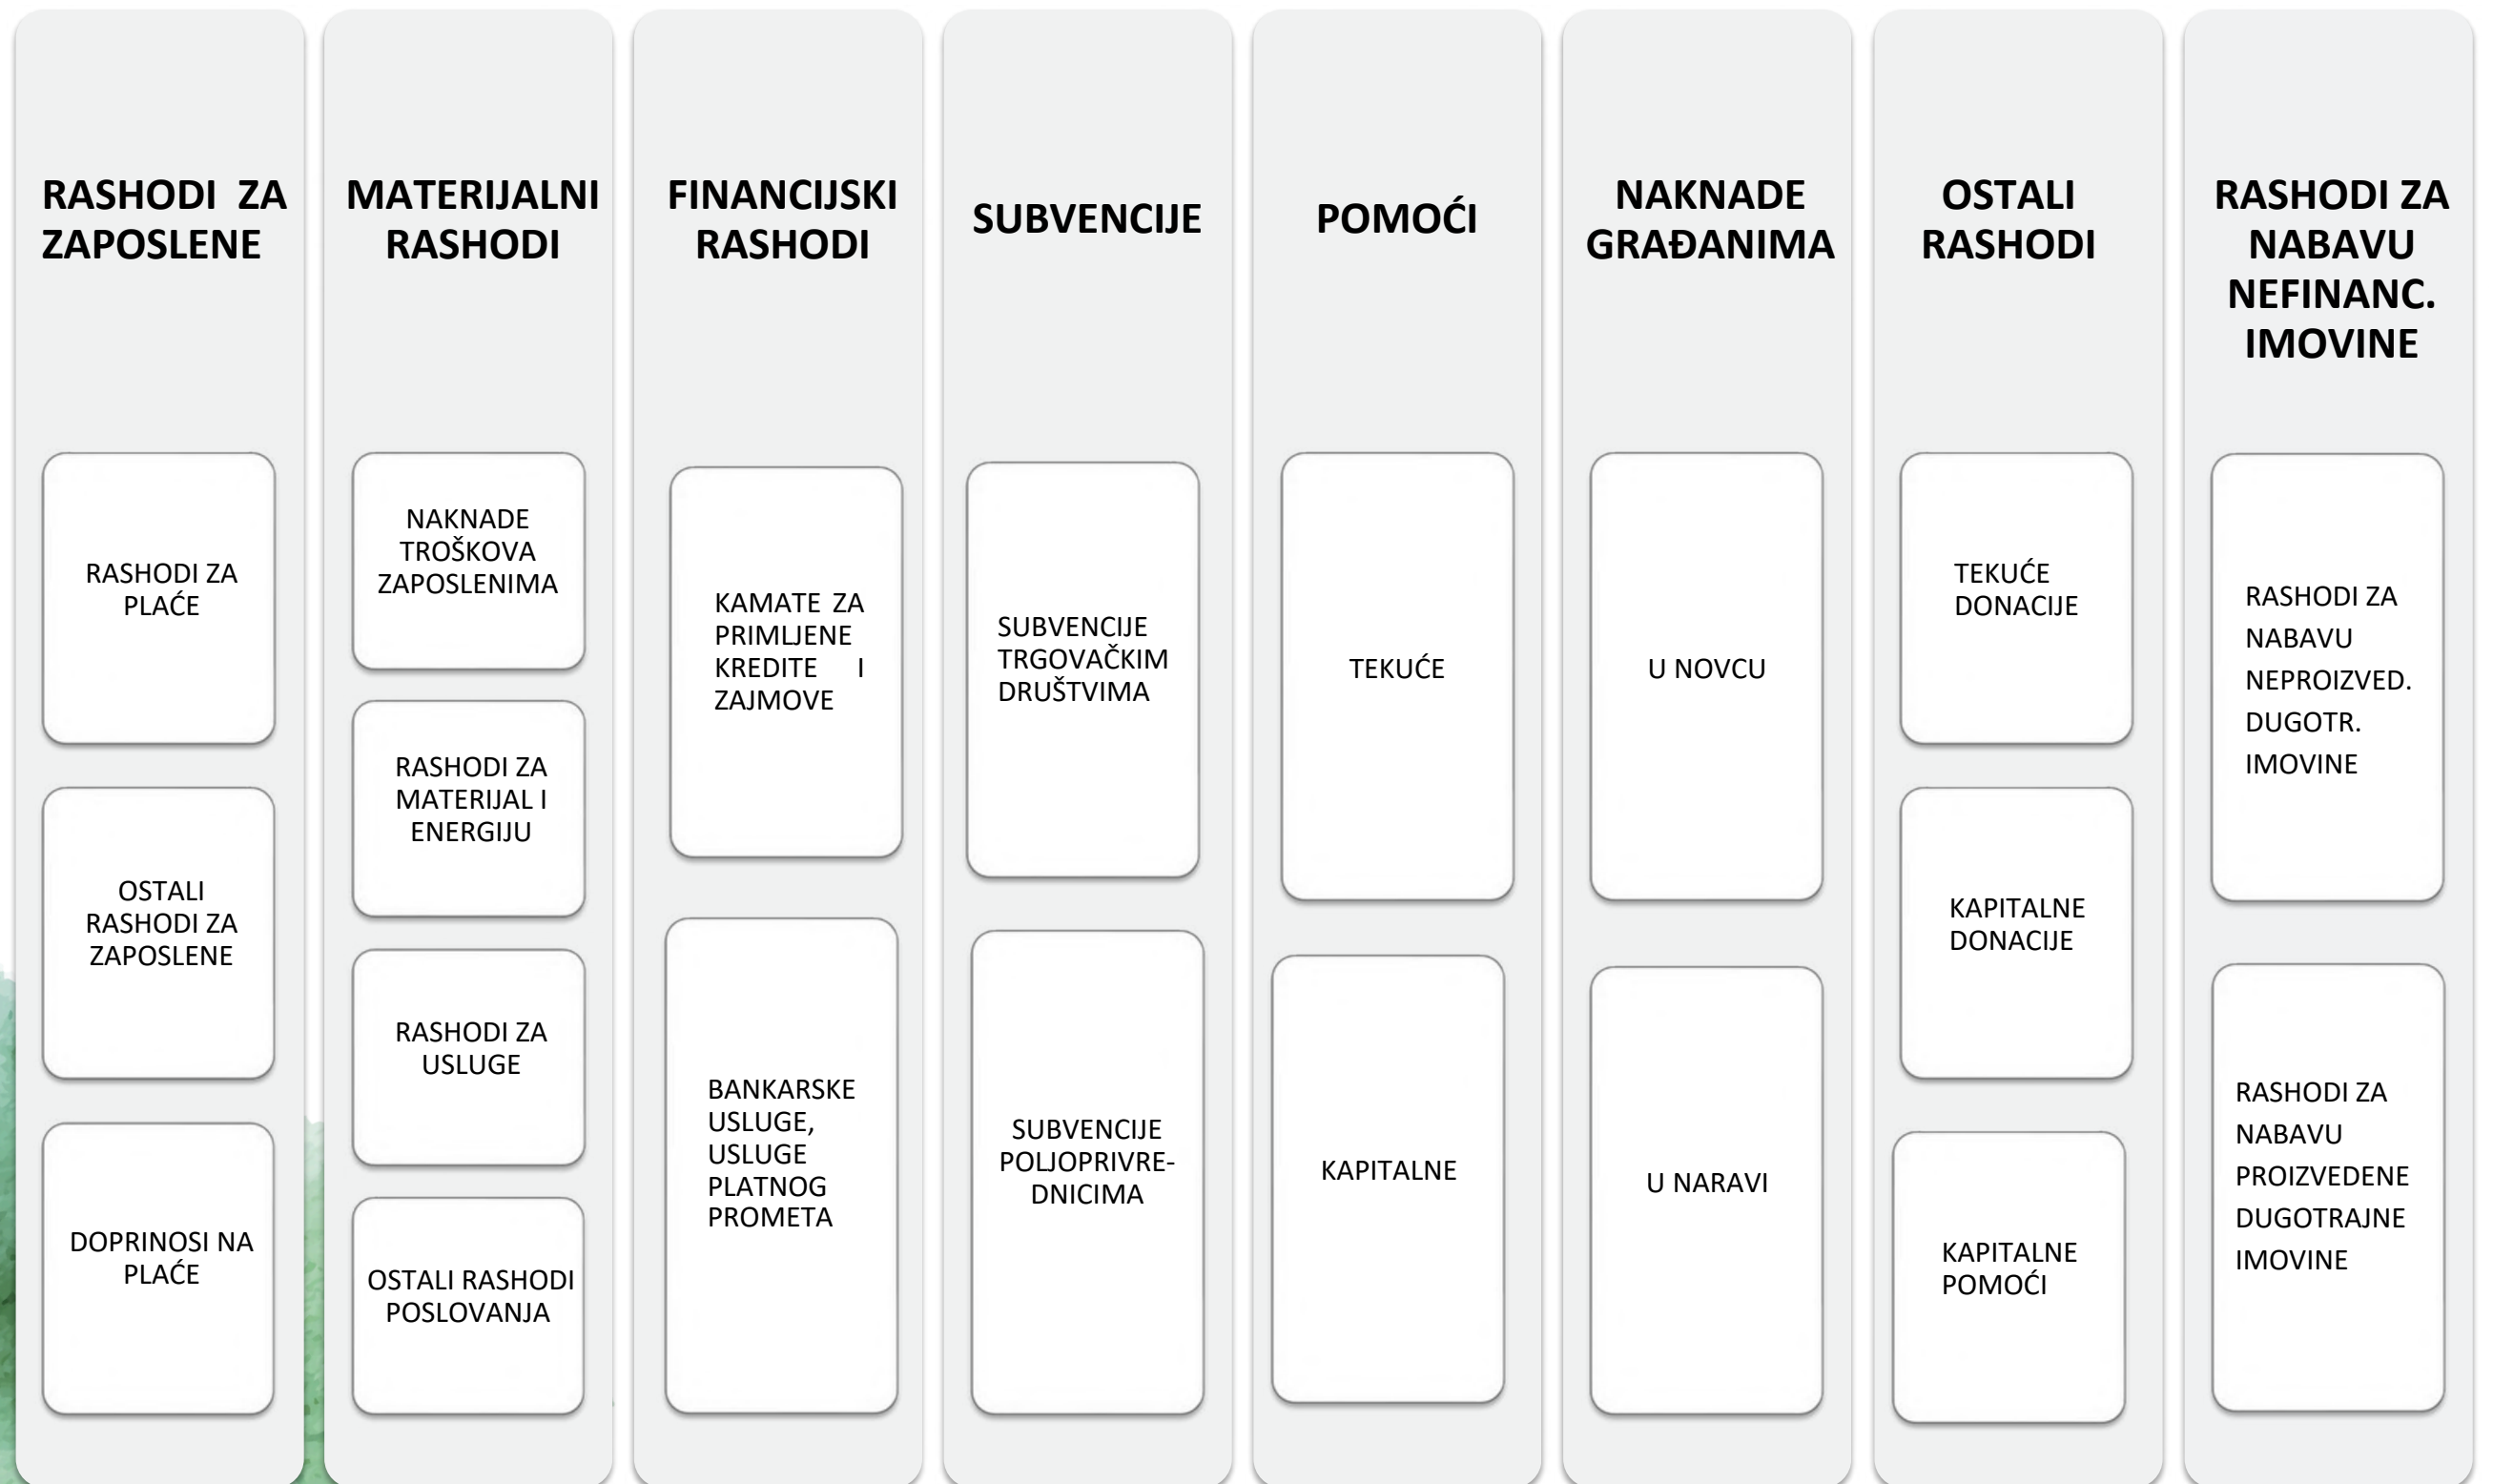 RASHODI ZA
ZAPOSLENE
RASHODI ZA
PLAĆE
OSTALI
RASHODI ZA
ZAPOSLENE
DOPRINOSI NA
PLAĆE
MATERIJALNI
RASHODI
NAKNADE
TROŠKOVA
ZAPOSLENIMA
RASHODI ZA
MATERIJAL I
ENERGIJU
RASHODI ZA
USLUGE
OSTALI RASHODI
POSLOVANJA
FINANCIJSKI
RASHODI
KAMATE ZA
PRIMLJENE
KREDITE I
ZAJMOVE
BANKARSKE
USLUGE,
USLUGE
PLATNOG
PROMETA
SUBVENCIJE
SUBVENCIJE
TRGOVAČKIM
DRUŠTVIMA
SUBVENCIJE
POLJOPRIVRE-
DNICIMA
POMOĆI
TEKUĆE
KAPITALNE
NAKNADE
GRAĐANIMA
U NOVCU
U NARAVI
OSTALI
RASHODI
TEKUĆE
DONACIJE
KAPITALNE
DONACIJE
KAPITALNE
POMOĆI
RASHODI ZA
NABAVU
NEFINANC.
IMOVINE
RASHODI ZA
NABAVU
NEPROIZVED.
DUGOTR.
IMOVINE
RASHODI ZA
NABAVU
PROIZVEDENE
DUGOTRAJNE
IMOVINE